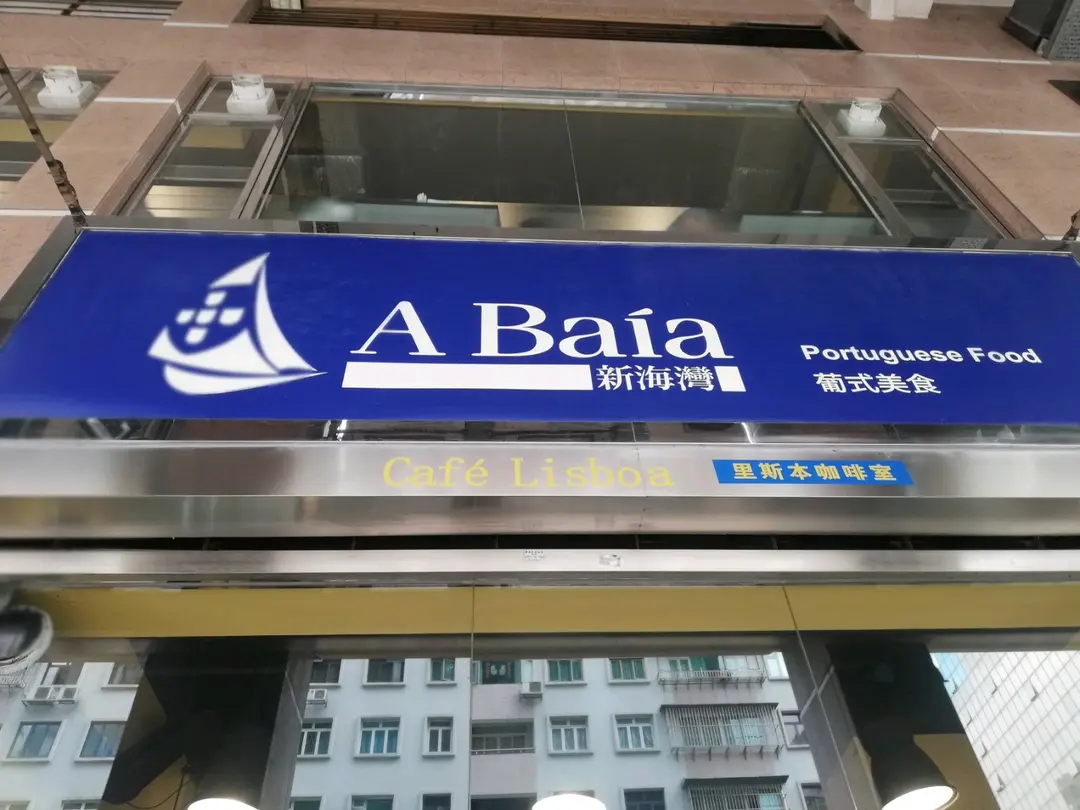 A Baía
新海灣
Portuguese Food
葡式美食
Café Lisboa
里斯本咖啡室